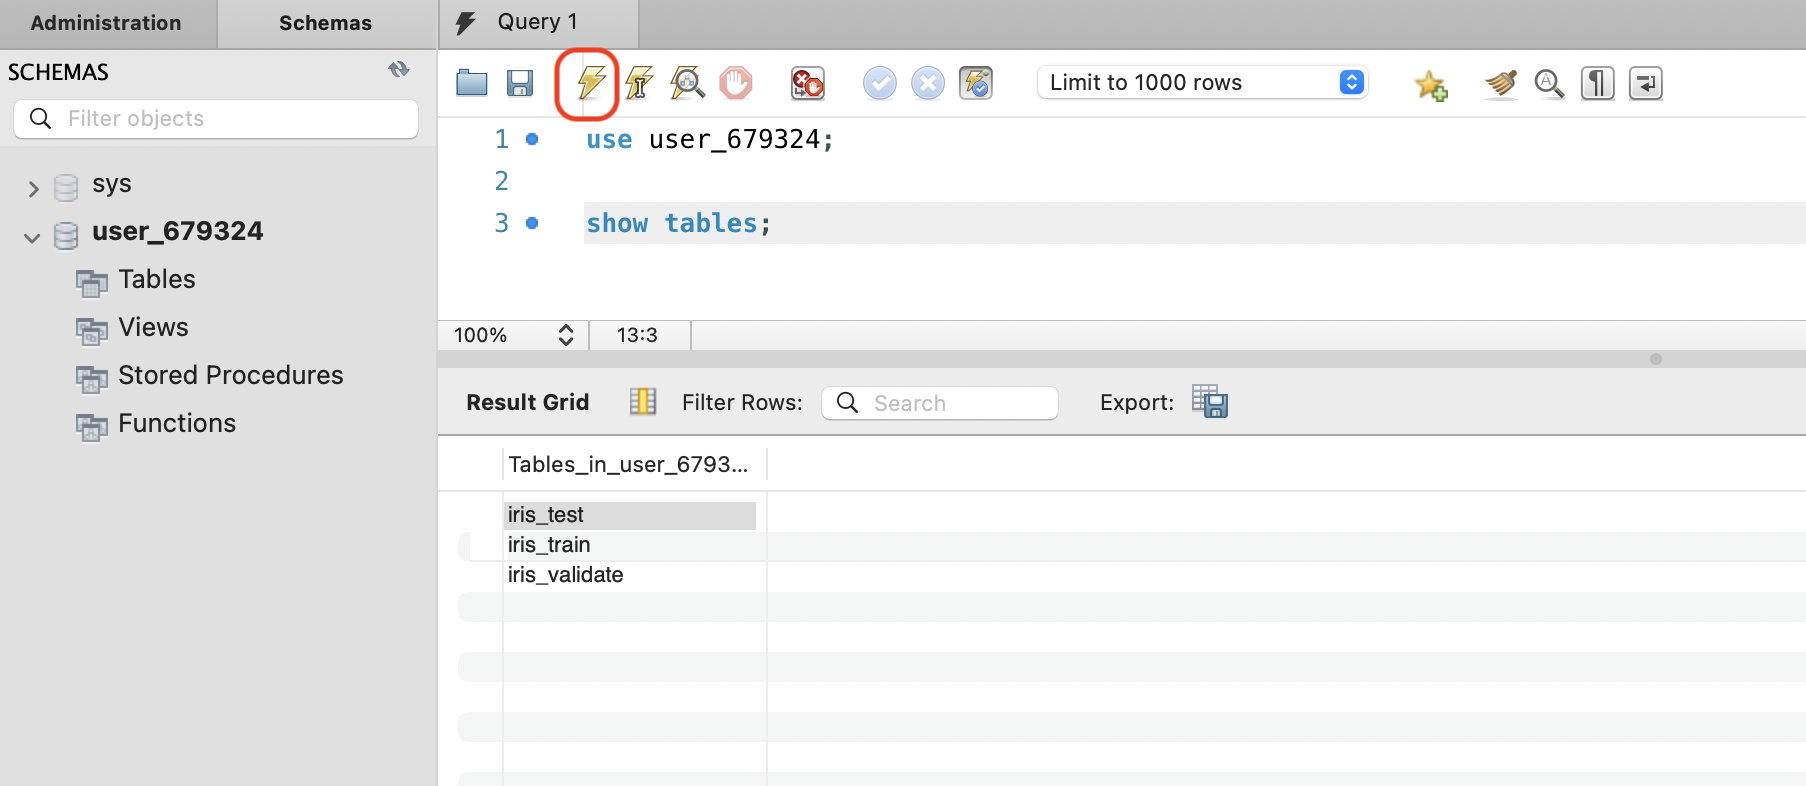 Administration
Schemas
Query 1
SCHEMAS
Filter objects
sys
user_679324
Tables
Views
Stored Procedures
Functions
Limit to 1000 rows
1 use user_679324;
2
3 show tables;
100%
13:3
Result Grid
Filter Rows:
Search
Export:
Tables_in_user_6793...
iris_test
iris_train
iris_validate